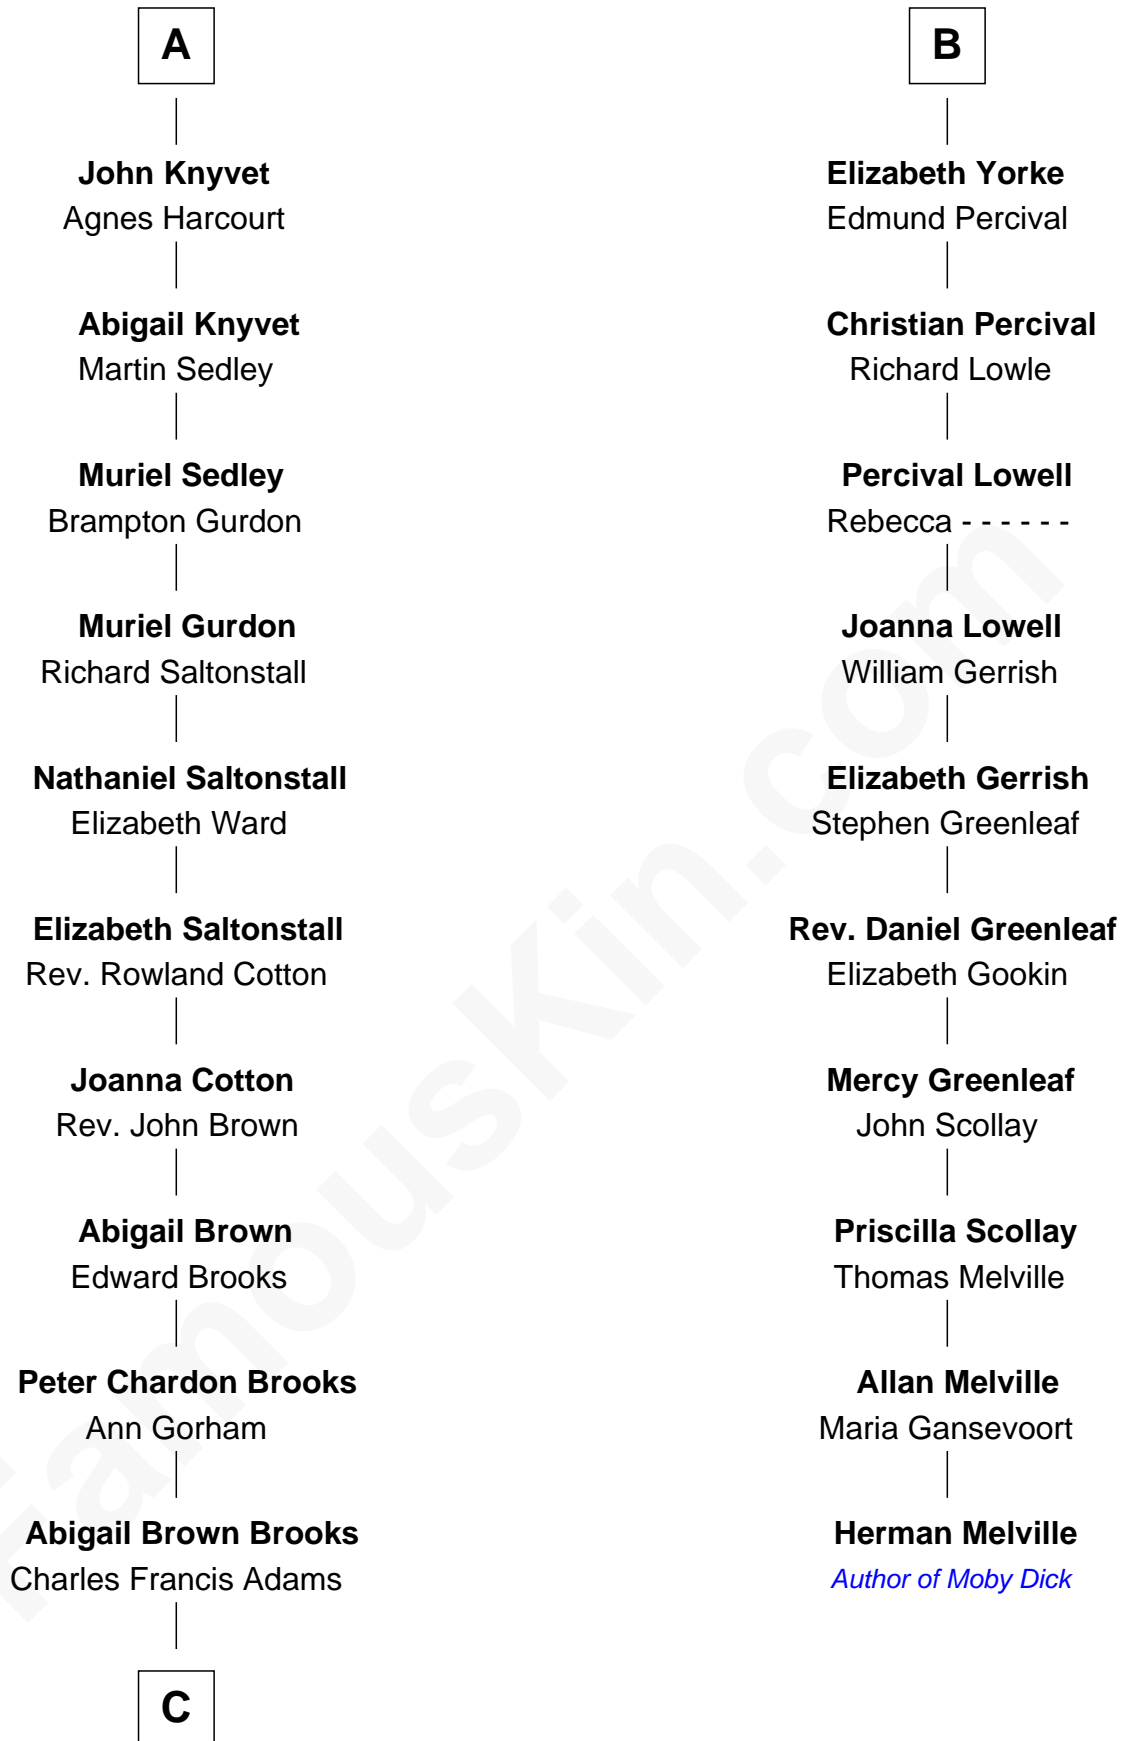 A
John Knyvet
Agnes Harcourt
Abigail Knyvet
Martin Sedley
Muriel Sedley
Brampton Gurdon
Muriel Gurdon
Richard Saltonstall
Nathaniel Saltonstall
Elizabeth Ward
Elizabeth Saltonstall
Rev. Rowland Cotton
Joanna Cotton
Rev. John Brown
Abigail Brown
Edward Brooks
Peter Chardon Brooks
Ann Gorham
Abigail Brown Brooks
Charles Francis Adams
C
B
Elizabeth Yorke
Edmund Percival
Christian Percival
Richard Lowle
Percival Lowell
Rebecca - - - - - -
Joanna Lowell
William Gerrish
Elizabeth Gerrish
Stephen Greenleaf
Rev. Daniel Greenleaf
Elizabeth Gookin
Mercy Greenleaf
John Scollay
Priscilla Scollay
Thomas Melville
Allan Melville
Maria Gansevoort
Herman Melville
Author of Moby Dick
FamousKin.com